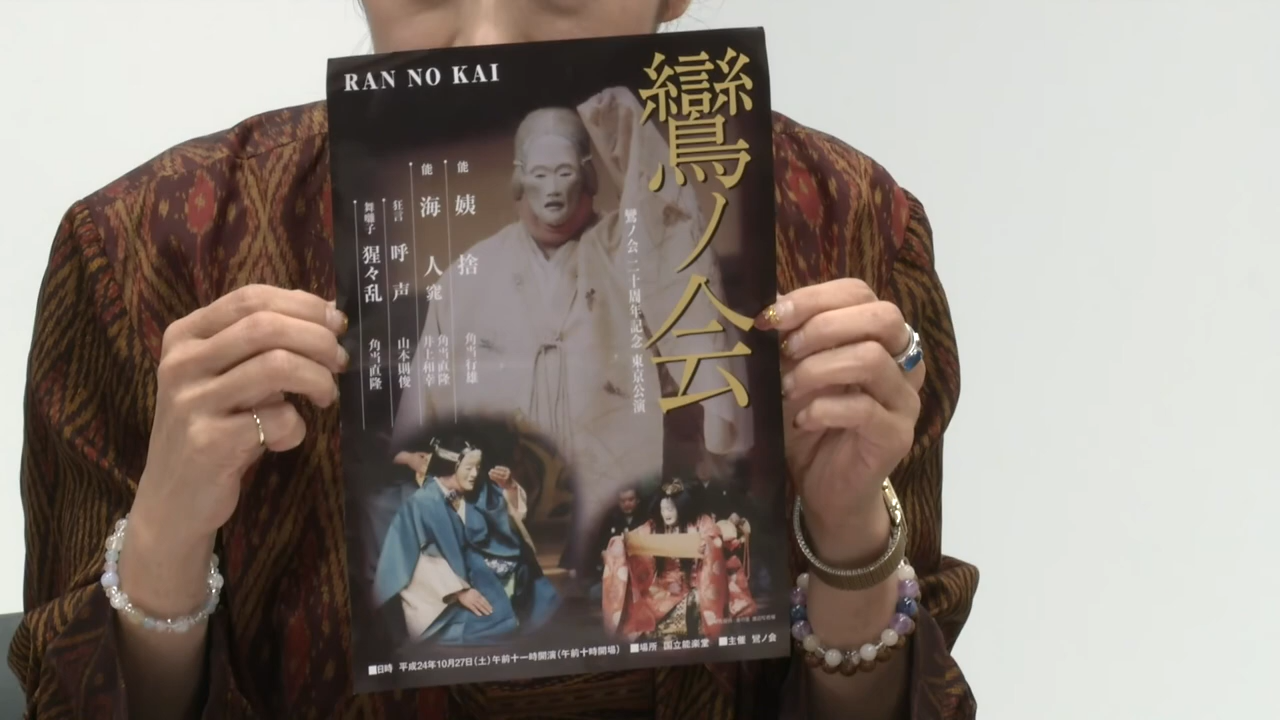 RAN NO KAI
鸞ノ会
鸞ノ会二十周年記念 東京公演
能 姨捨 角当行雄
能 海人 窕 角当直隆 井上和幸
狂言 呼声 山本則俊
舞囃子 猩々乱 角当直隆
■日時 平成24年10月27日(土)午前十一時開演(午前十時開場) ■場所 国立能楽堂 ■主催 鸞ノ会